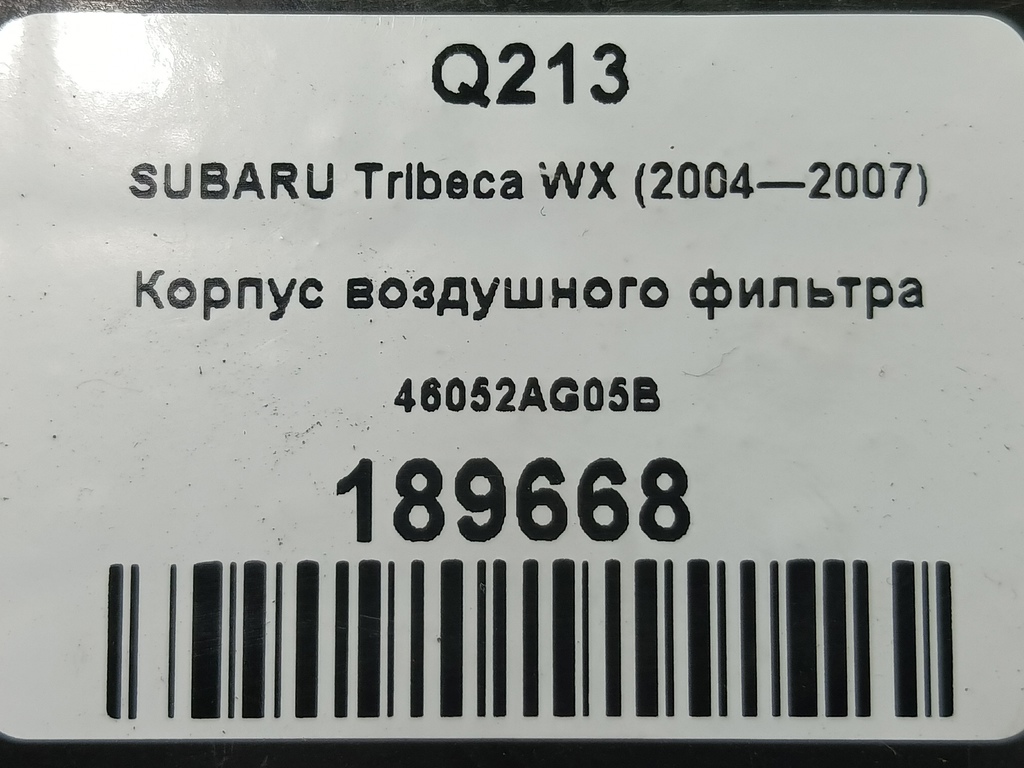 Q213
SUBARU Tribeca WX (2004—2007)
Корпус воздушного фильтра
46052AG05B
189668